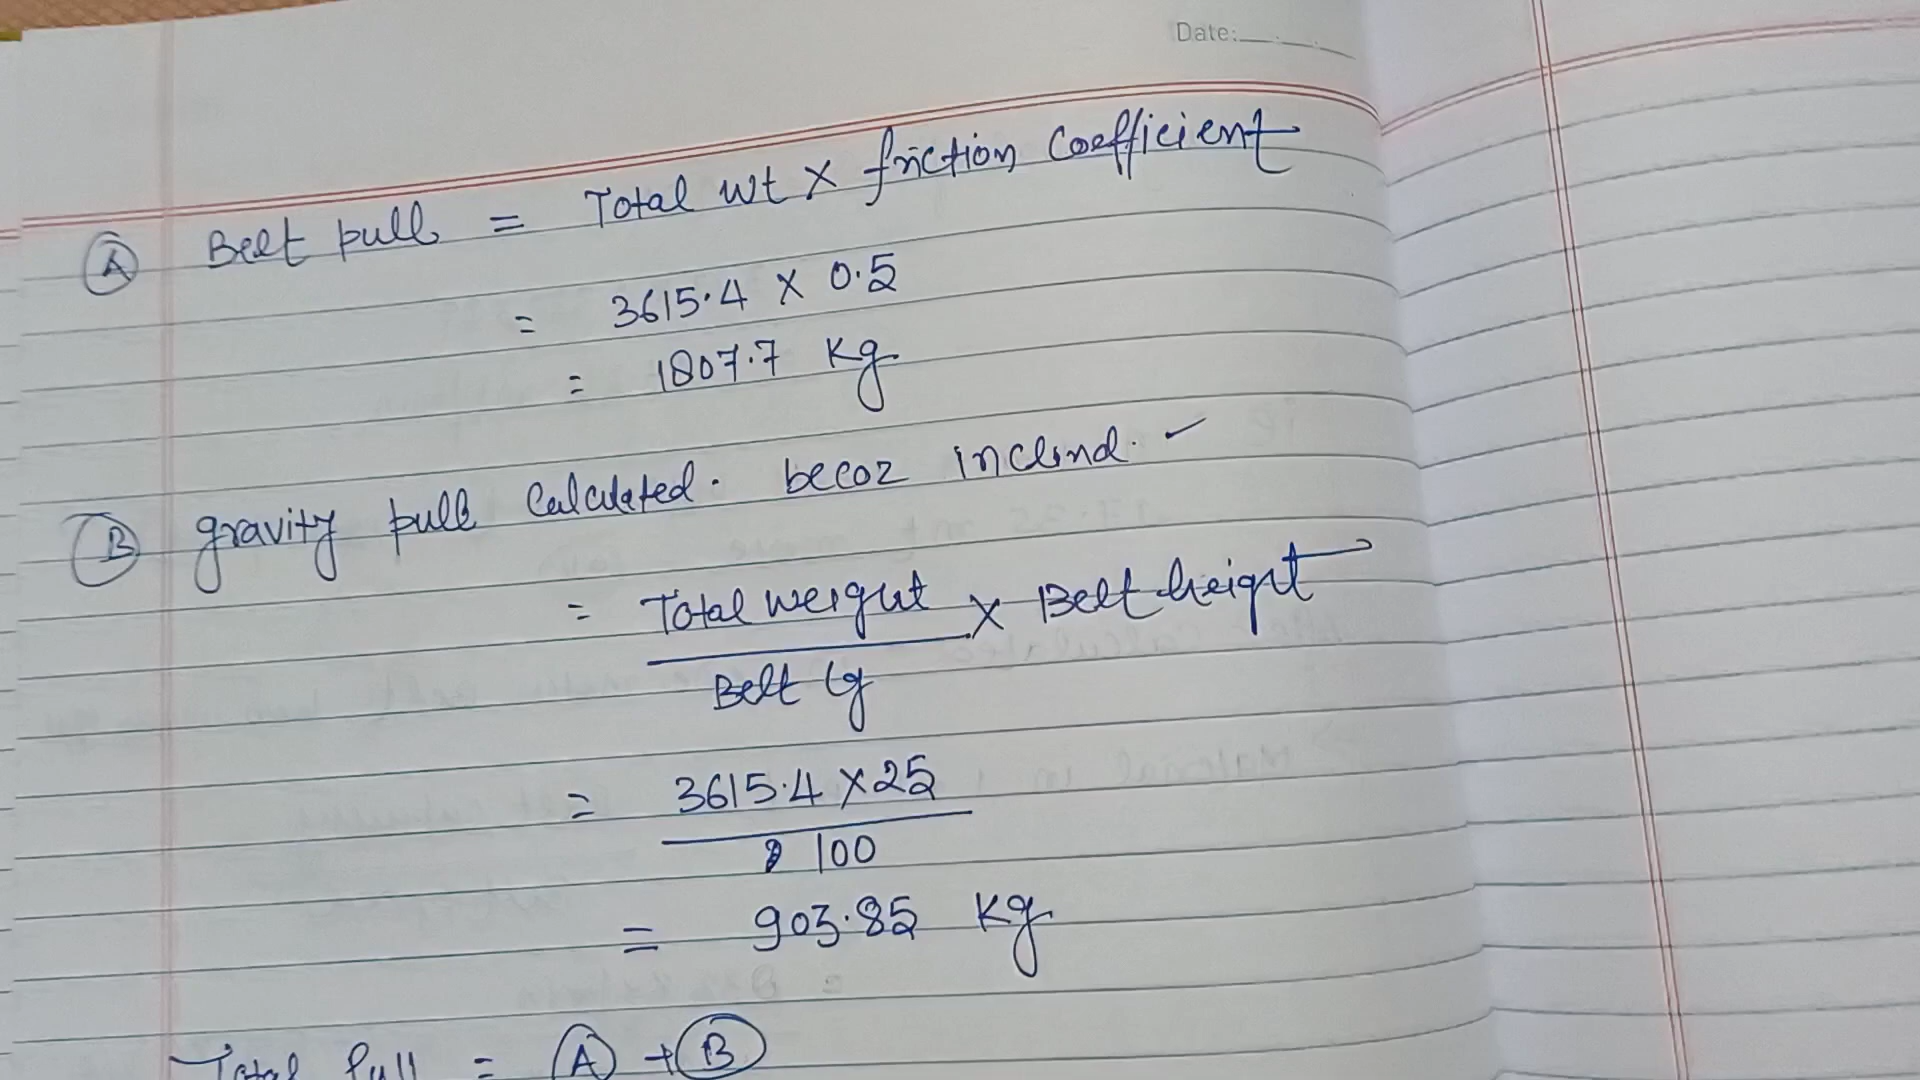 Date:
(A) Belt pull = Total wt X friction coefficient
= 3615.4 X 0.5
= 1807.7 Kg
(B) gravity pull calculated. becoz inclind. ✓
= Total weight X Belt height
Belt lg
= 3615.4 X 25
100
= 903.85 Kg
Total Pull = (A) + (B)